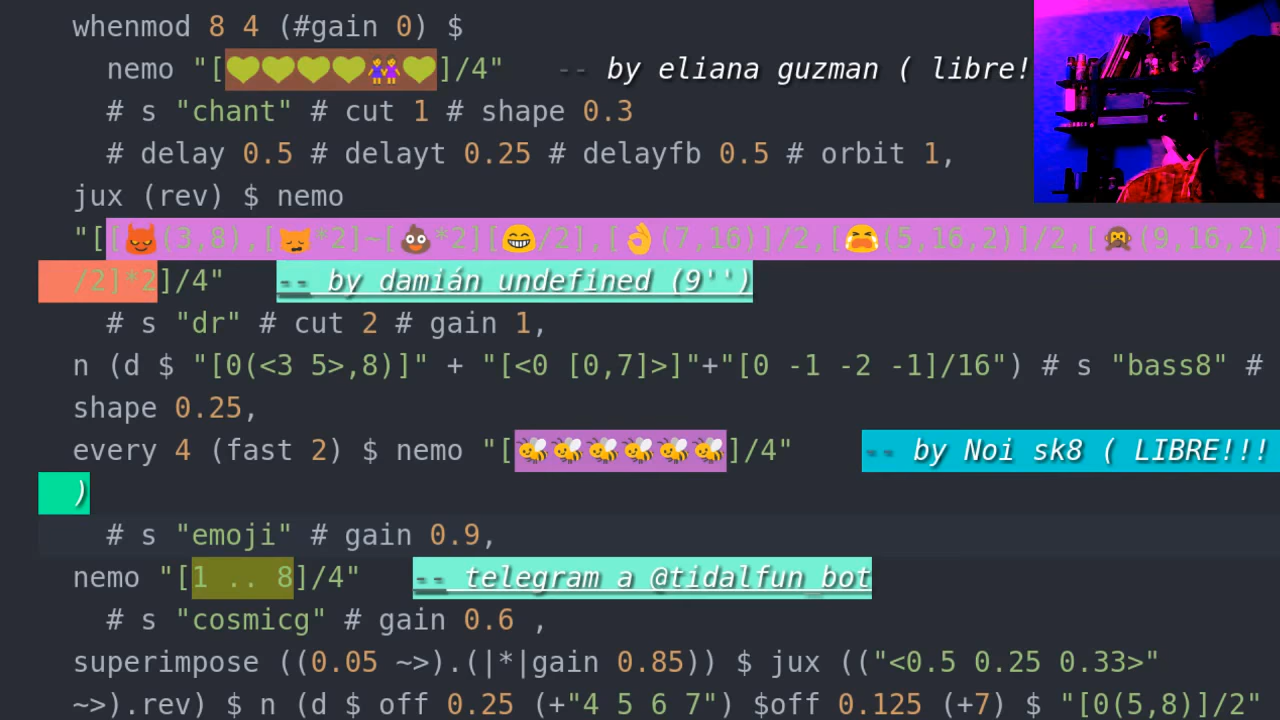 whenmod 8 4 (#gain 0) $
nemo "[💚💚💚💚👭💚]/4" -- by eliana guzman ( libre!
# s "chant" # cut 1 # shape 0.3
# delay 0.5 # delayt 0.25 # delayfb 0.5 # orbit 1,
jux (rev) $ nemo
"[[😈(3,8),[😿*2]~[💩*2][😁/2],[👌(7,16)]/2,[😭(5,16,2)]/2,[🙊(9,16,2)
/2]*2]/4" -- by damián undefined (9'')
# s "dr" # cut 2 # gain 1,
n (d $ "[0(<3 5>,8)]" + "[<0 [0,7]>]"+"[0 -1 -2 -1]/16") # s "bass8" #
shape 0.25,
every 4 (fast 2) $ nemo "[🐝🐝🐝🐝🐝🐝]/4" -- by Noi sk8 ( LIBRE!!!
)
# s "emoji" # gain 0.9,
nemo "[1 .. 8]/4" -- telegram a @tidalfun_bot
# s "cosmicg" # gain 0.6 ,
superimpose ((0.05 ~>).(|*|gain 0.85)) $ jux (("<0.5 0.25 0.33>"
~>).rev) $ n (d $ off 0.25 (+"4 5 6 7") $off 0.125 (+7) $ "[0(5,8)]/2"